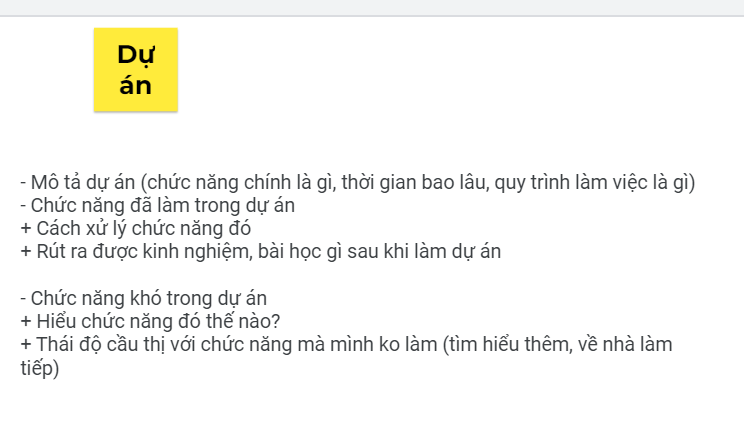 Dự
án
- Mô tả dự án (chức năng chính là gì, thời gian bao lâu, quy trình làm việc là gì)
- Chức năng đã làm trong dự án
+ Cách xử lý chức năng đó
+ Rút ra được kinh nghiệm, bài học gì sau khi làm dự án
- Chức năng khó trong dự án
+ Hiểu chức năng đó thế nào?
+ Thái độ cầu thị với chức năng mà mình ko làm (tìm hiểu thêm, về nhà làm
tiếp)